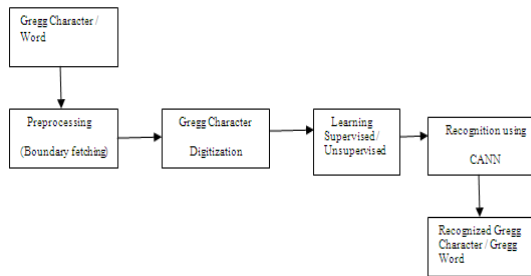 Gregg Character /
Word
Preprocessing
(Boundary fetching)
Gregg Character
Digitization
Learning
Supervised /
Unsupervised
Recognition using
CANN
Recognized Gregg
Character / Gregg
Word